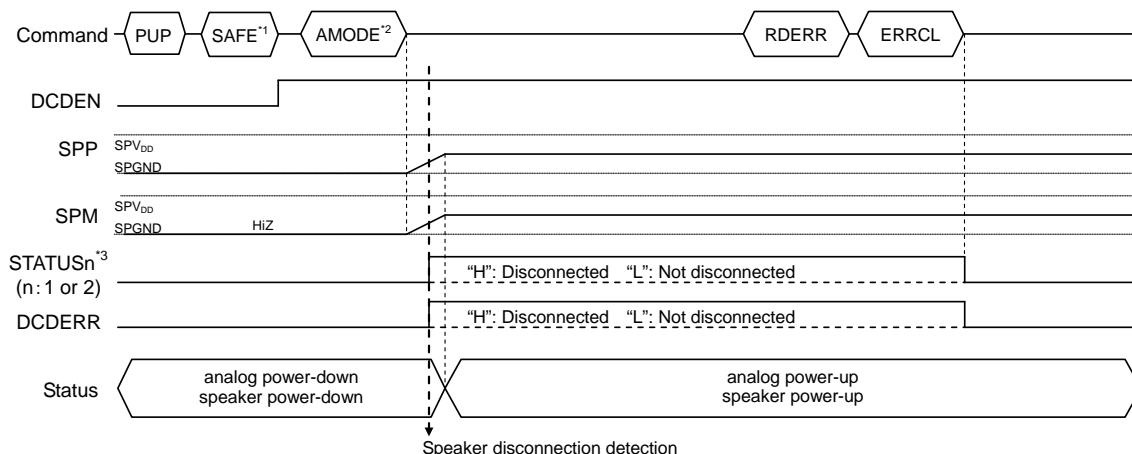 Command PUP SAFE*1 AMODE*2 RDERR ERRCL
DCDEN
SPP SPVDD
SPGND
SPM SPVDD
SPGND HiZ
STATUSn*3
(n: 1 or 2)
“H”: Disconnected “L”: Not disconnected
DCDERR “H”: Disconnected “L”: Not disconnected
Status
analog power-down
speaker power-down
analog power-up
speaker power-up
Speaker disconnection detection